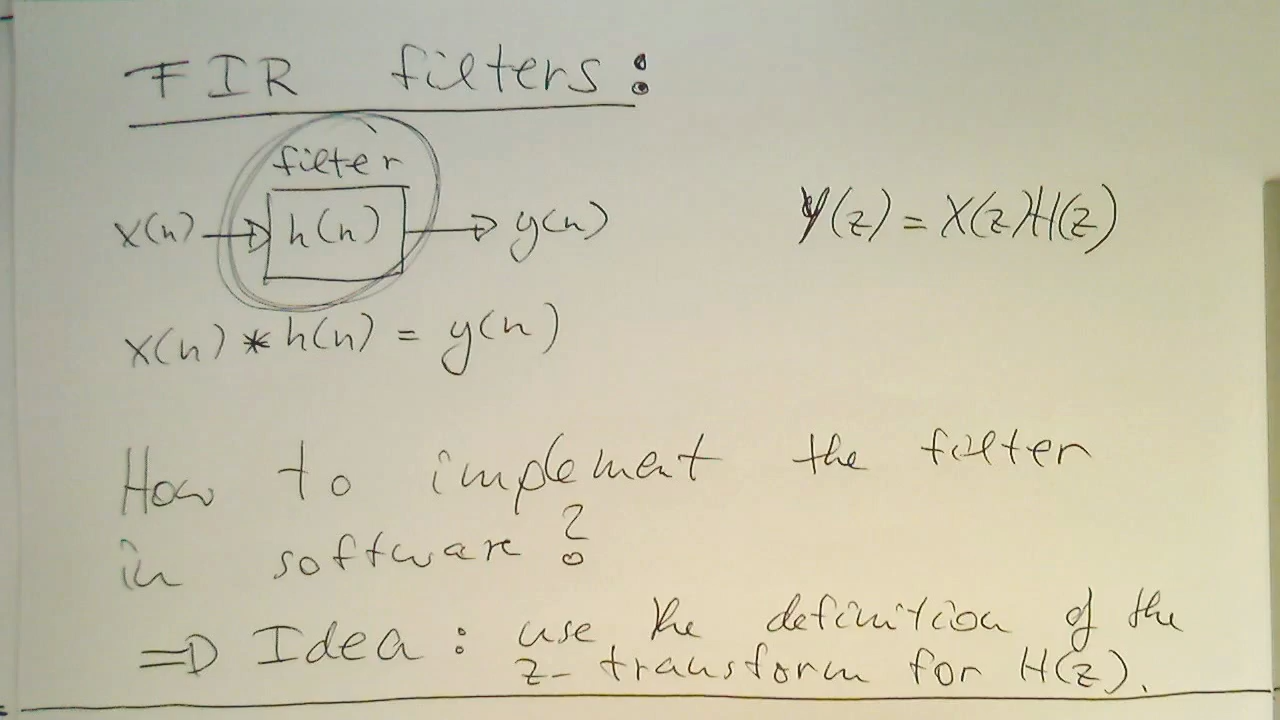 FIR filters:
filter
x(n) → h(n) → y(n)
Y(z) = X(z)H(z)
x(n) * h(n) = y(n)
How to implement the filter
in software?
⇒ Idea: use the definition of the
z-transform for H(z).